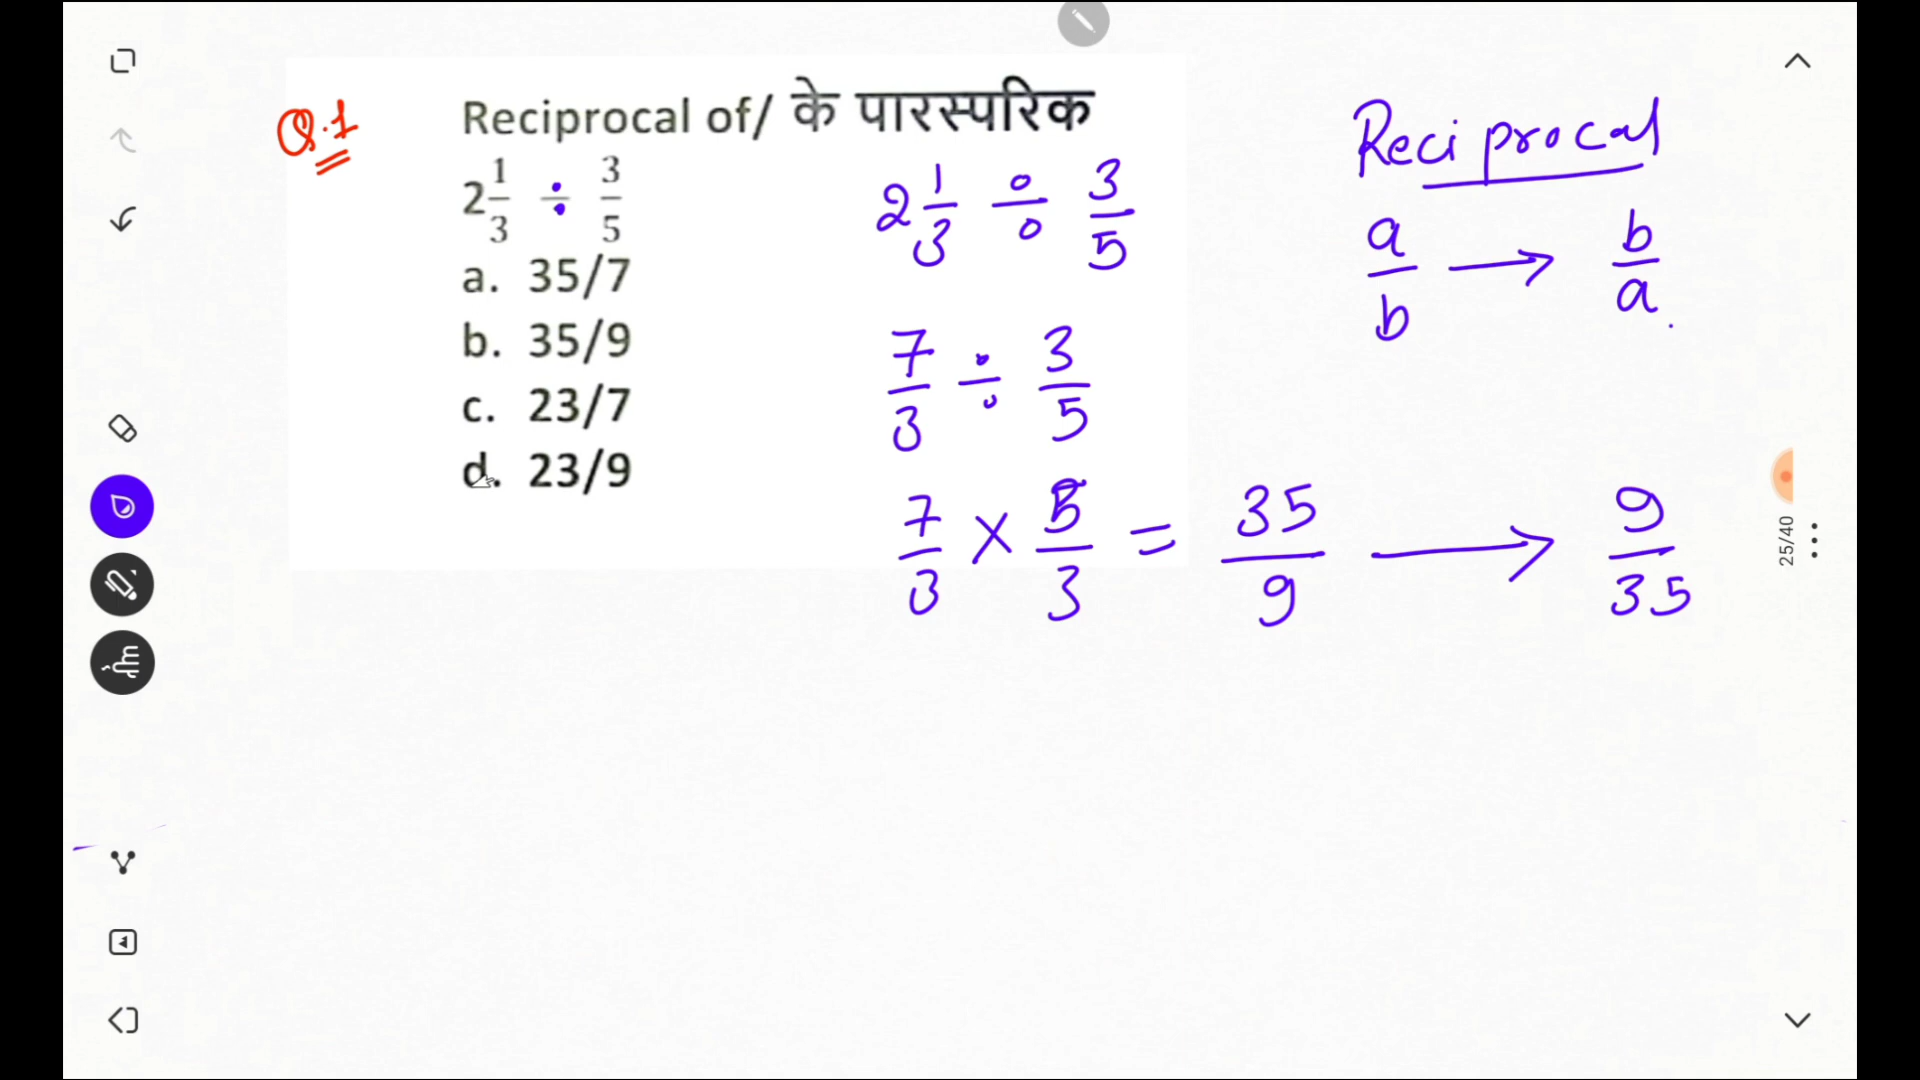 Q.1
Reciprocal of/ के पारस्परिक
2 1/3 ÷ 3/5
a. 35/7
b. 35/9
c. 23/7
d. 23/9
2 1/3 ÷ 3/5
7/3 ÷ 3/5
7/3 × 5/3 = 35/9 → 9/35
Reciprocal
a/b → b/a.
25/40